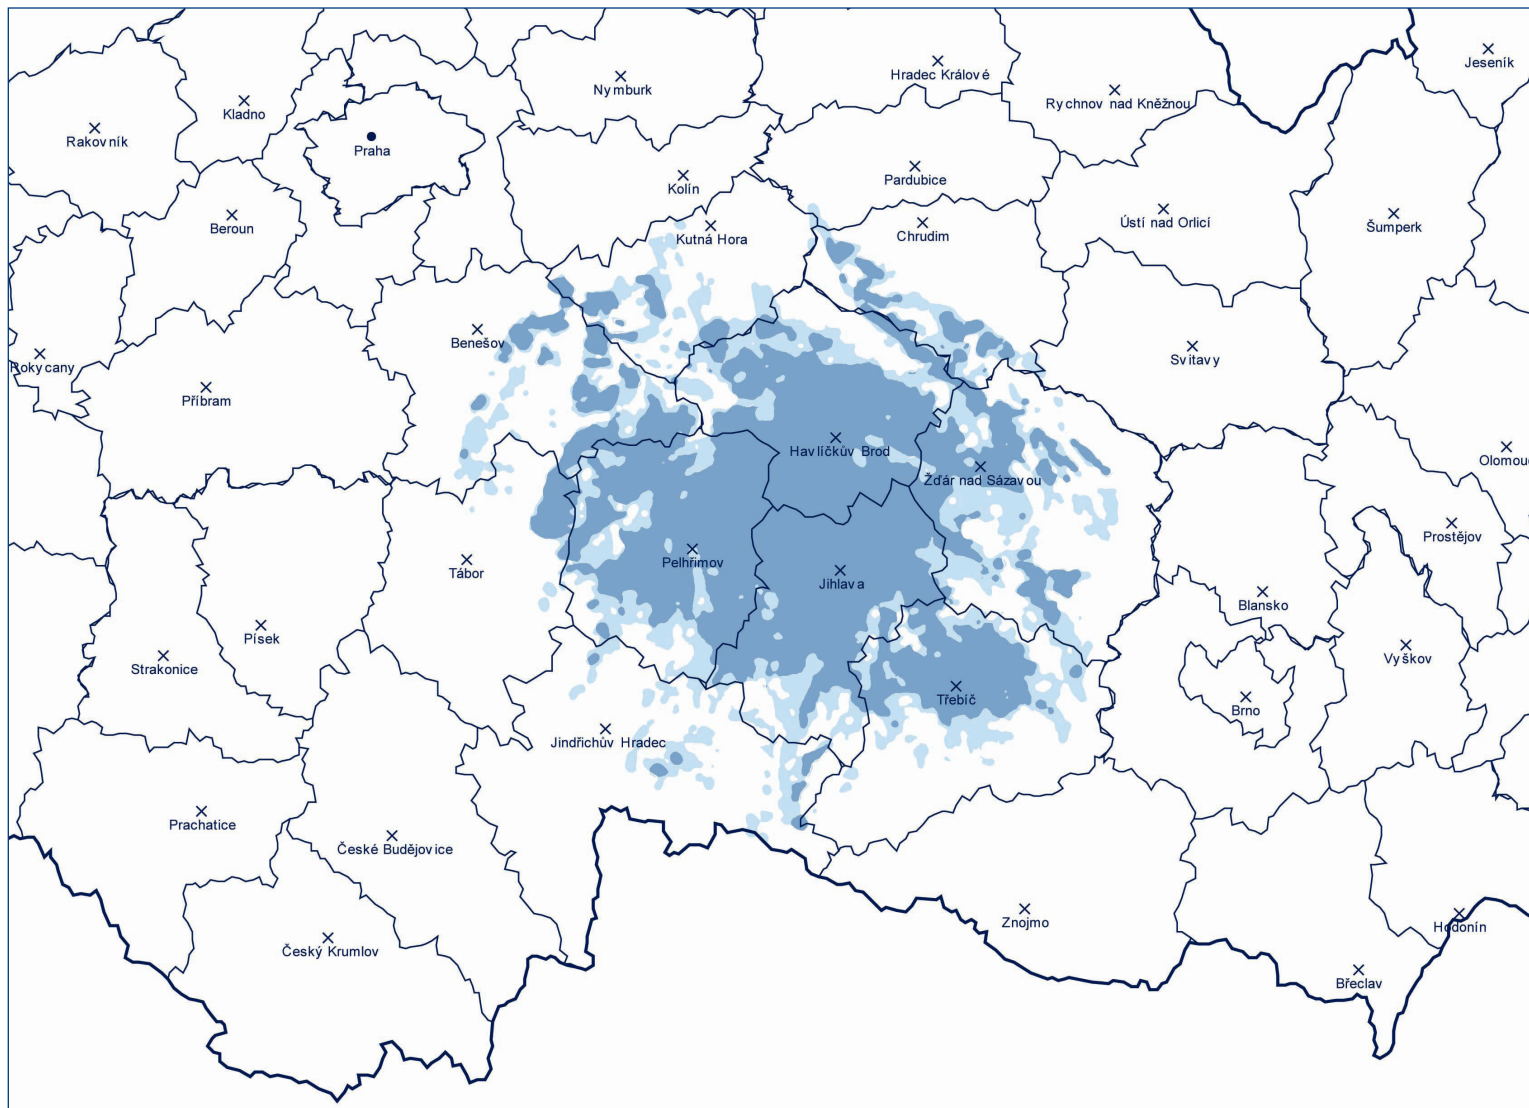 Jeseník
Hradec Králové
Nymburk
Rychnov nad Kněžnou
Kladno
Rakovník
Praha
Pardubice
Kolín
Ústí nad Orlicí
Šumperk
Beroun
Kutná Hora
Chrudim
Benešov
Svitavy
Rokycany
Příbram
Havlíčkův Brod
Olomouc
Žďár nad Sázavou
Prostějov
Pelhřimov
Tábor
Jihlava
Blansko
Písek
Vyškov
Strakonice
Třebíč
Brno
Jindřichův Hradec
Prachatice
České Budějovice
Znojmo
Hodonín
Český Krumlov
Břeclav